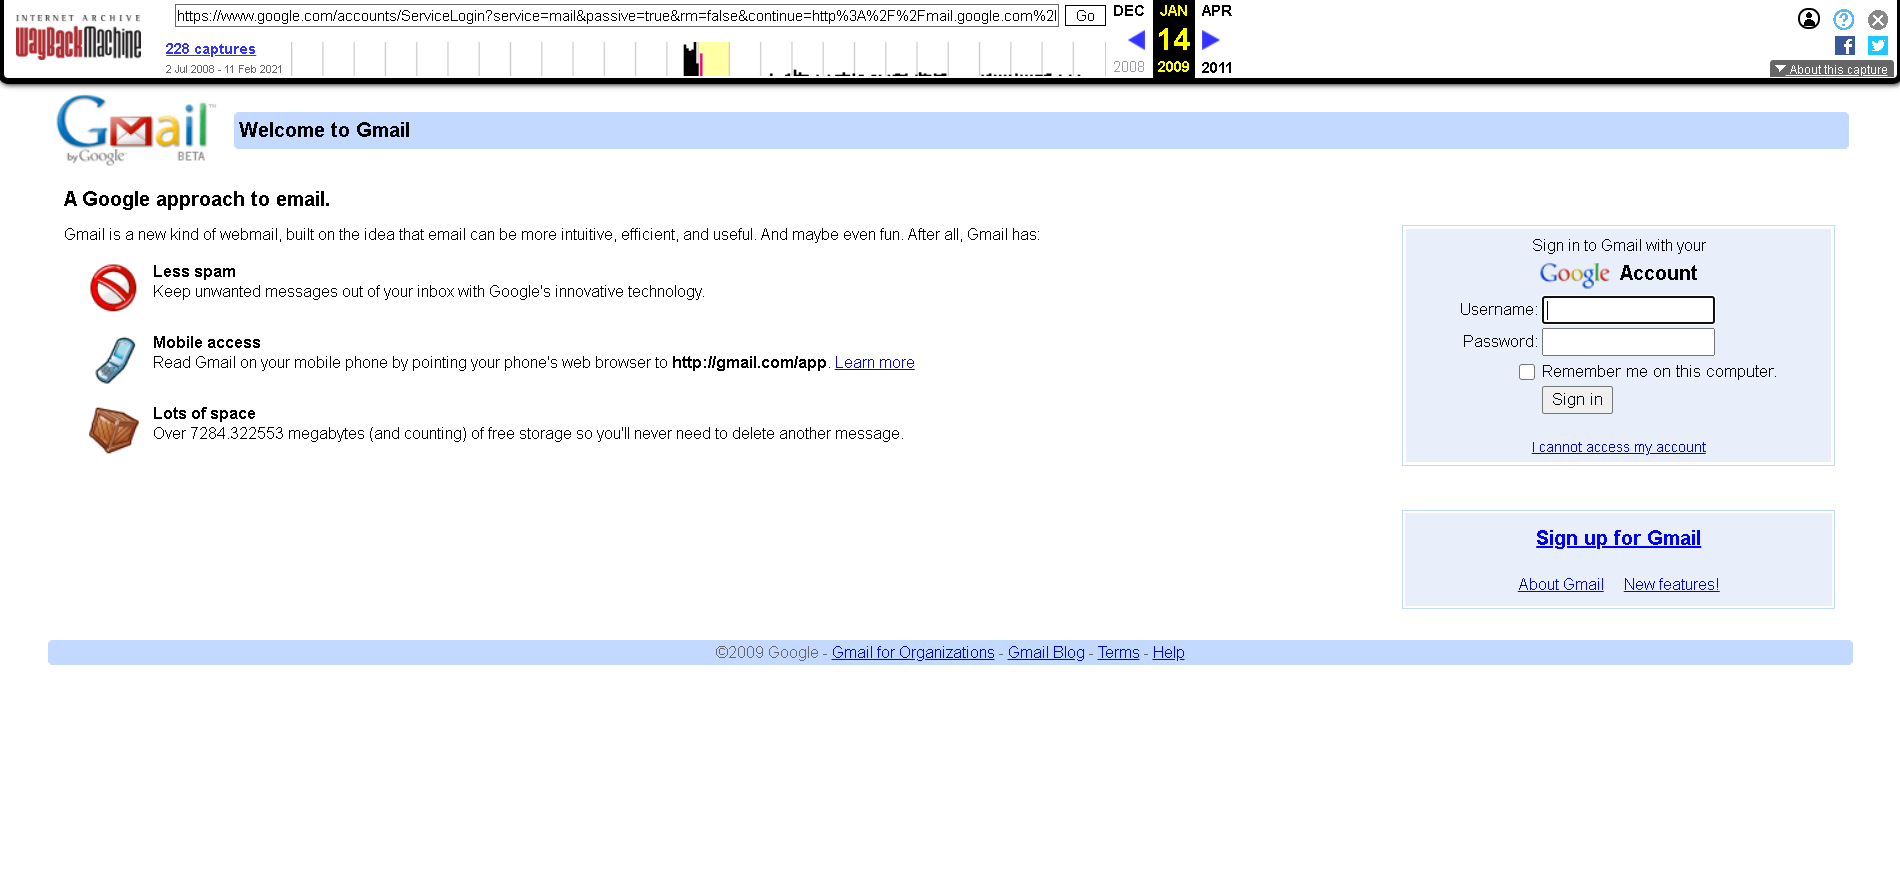 INTERNET ARCHIVE
WayBackMachine
https://www.google.com/accounts/ServiceLogin?service=mail&passive=true&rm=false&continue=http%3A%2F%2Fmail.google.com%2
Go
DEC JAN APR
228 captures
14
2 Jul 2008 - 11 Feb 2021
2008 2009 2011
About this capture
Gmail
by Google BETA
Welcome to Gmail
A Google approach to email.
Gmail is a new kind of webmail, built on the idea that email can be more intuitive, efficient, and useful. And maybe even fun. After all, Gmail has:
Less spam
Keep unwanted messages out of your inbox with Google's innovative technology.
Mobile access
Read Gmail on your mobile phone by pointing your phone's web browser to http://gmail.com/app. Learn more
Lots of space
Over 7284.322553 megabytes (and counting) of free storage so you'll never need to delete another message.
Sign in to Gmail with your
Google Account
Username:
Password:
Remember me on this computer.
Sign in
I cannot access my account
Sign up for Gmail
About Gmail New features!
©2009 Google - Gmail for Organizations - Gmail Blog - Terms - Help